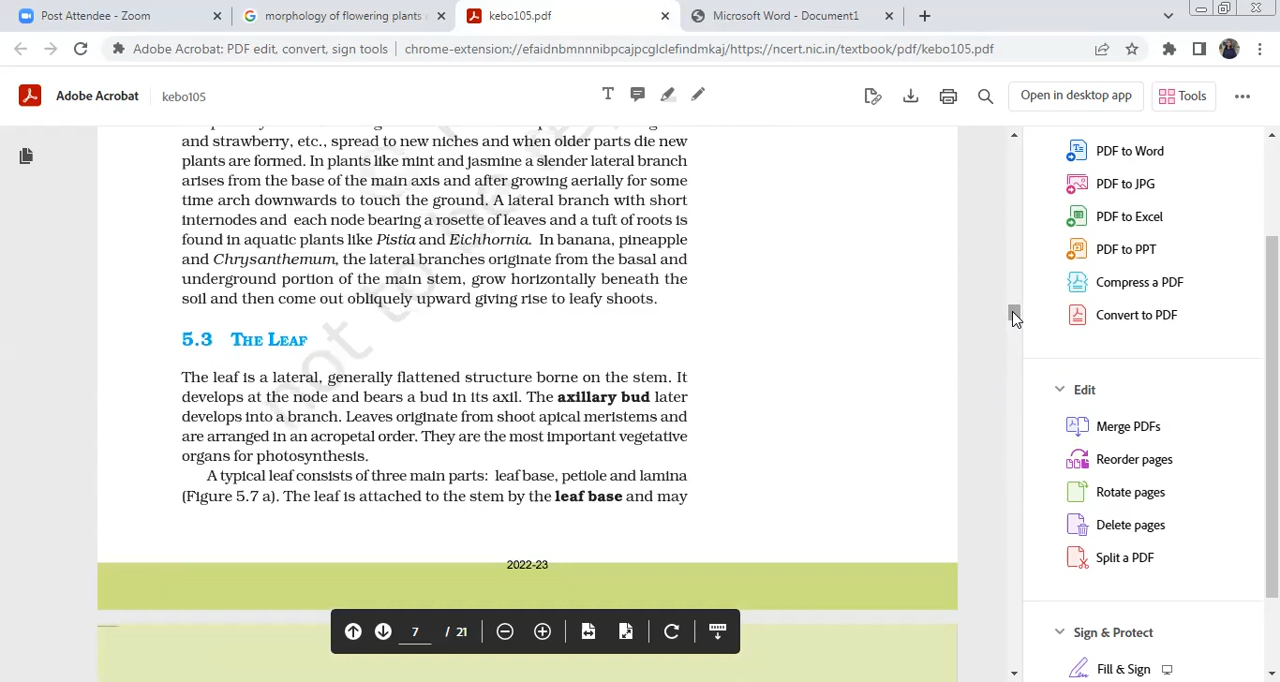 Post Attendee - Zoom
morphology of flowering plants
kebo105.pdf
Microsoft Word - Document1
Adobe Acrobat: PDF edit, convert, sign tools
chrome-extension://efaidnbmnnnibpcajpcglclefindmkaj/https://ncert.nic.in/textbook/pdf/kebo105.pdf
Adobe Acrobat
kebo105
Open in desktop app
Tools
and strawberry, etc., spread to new niches and when older parts die new
plants are formed. In plants like mint and jasmine a slender lateral branch
arises from the base of the main axis and after growing aerially for some
time arch downwards to touch the ground. A lateral branch with short
internodes and each node bearing a rosette of leaves and a tuft of roots is
found in aquatic plants like Pistia and Eichhornia. In banana, pineapple
and Chrysanthemum, the lateral branches originate from the basal and
underground portion of the main stem, grow horizontally beneath the
soil and then come out obliquely upward giving rise to leafy shoots.
5.3 THE LEAF
The leaf is a lateral, generally flattened structure borne on the stem. It
develops at the node and bears a bud in its axil. The axillary bud later
develops into a branch. Leaves originate from shoot apical meristems and
are arranged in an acropetal order. They are the most important vegetative
organs for photosynthesis.
A typical leaf consists of three main parts: leaf base, petiole and lamina
(Figure 5.7 a). The leaf is attached to the stem by the leaf base and may
2022-23
not to be re
7 / 21
PDF to Word
PDF to JPG
PDF to Excel
PDF to PPT
Compress a PDF
Convert to PDF
Edit
Merge PDFs
Reorder pages
Rotate pages
Delete pages
Split a PDF
Sign & Protect
Fill & Sign